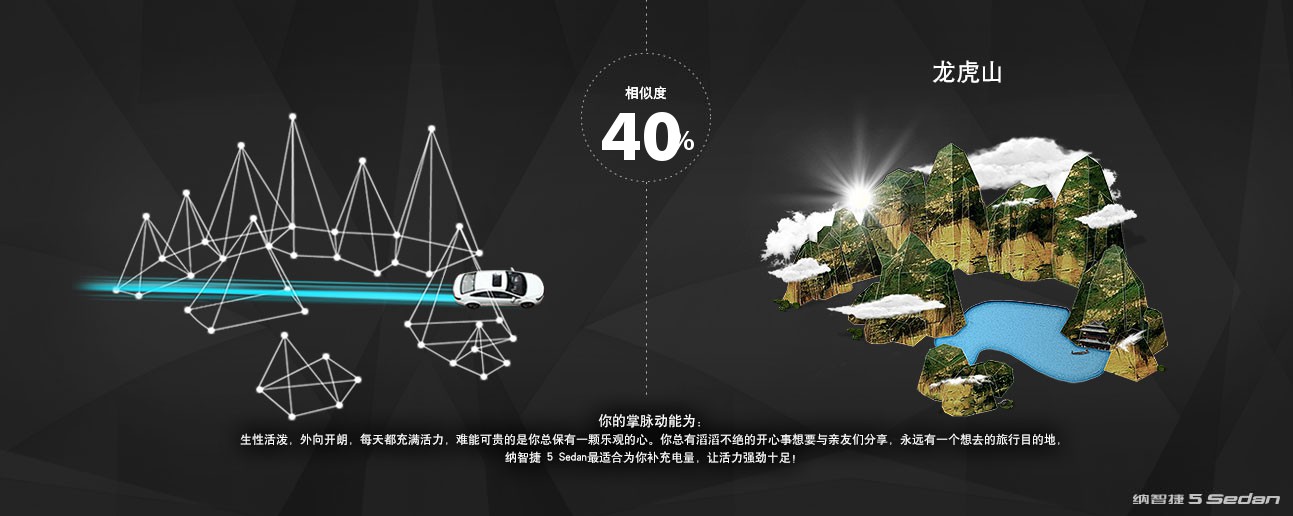 龙虎山
相似度
40%
你的掌脉动能为:
生性活泼，外向开朗，每天都充满活力，难能可贵的是你总保有一颗乐观的心。你总有滔滔不绝的开心事想要与亲友们分享，永远有一个想去的旅行目的地，
纳智捷 5 Sedan最适合为你补充电量，让活力强劲十足!
纳智捷 5 Sedan